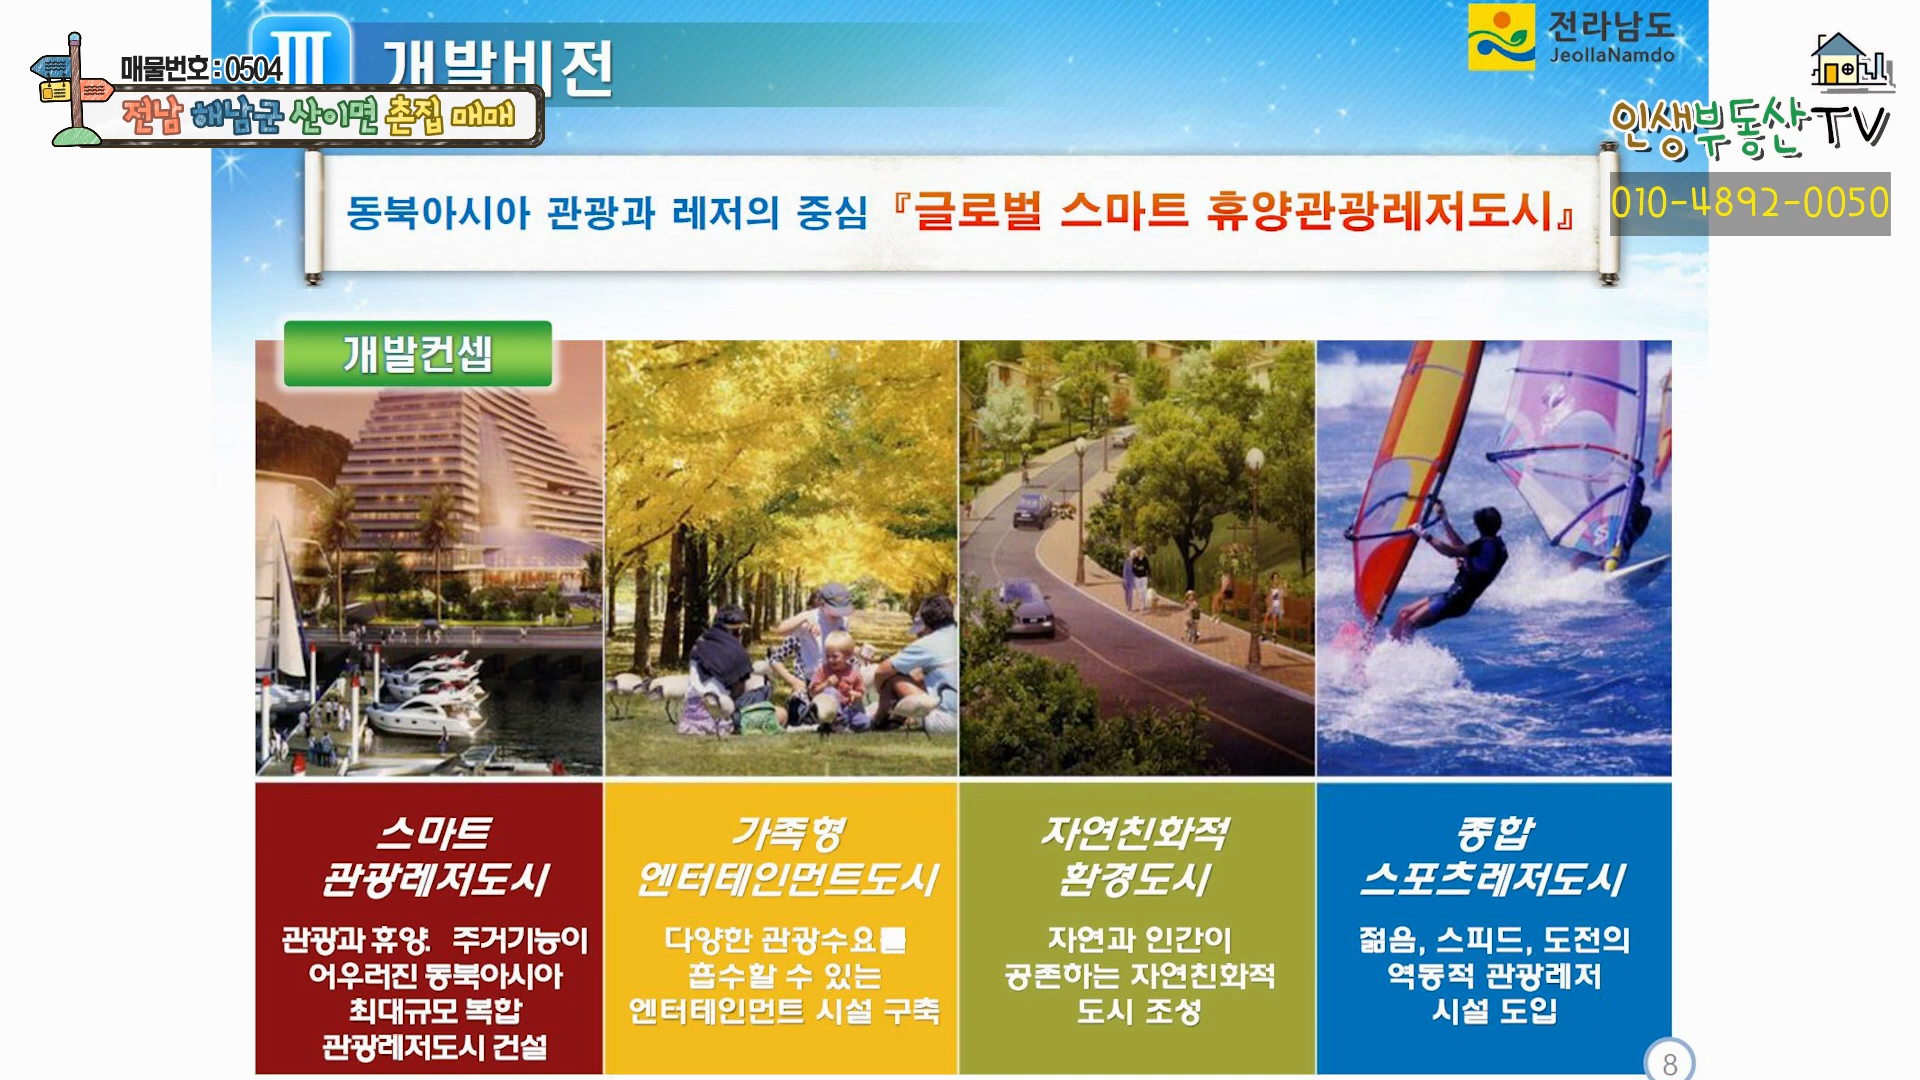 매물번호 : 0504
전남 해남군 산이면 촌집 매매
Ⅲ 개발비전
전라남도
JeollaNamdo
인생부동산 TV
010-4892-0050
동북아시아 관광과 레저의 중심 『글로벌 스마트 휴양관광레저도시』
개발컨셉
스마트
관광레저도시
관광과 휴양. 주거기능이
어우러진 동북아시아
최대규모 복합
관광레저도시 건설
가족형
엔터테인먼트도시
다양한 관광수요를
흡수할 수 있는
엔터테인먼트 시설 구축
자연친화적
환경도시
자연과 인간이
공존하는 자연친화적
도시 조성
종합
스포츠레저도시
젊음, 스피드, 도전의
역동적 관광레저
시설 도입
8